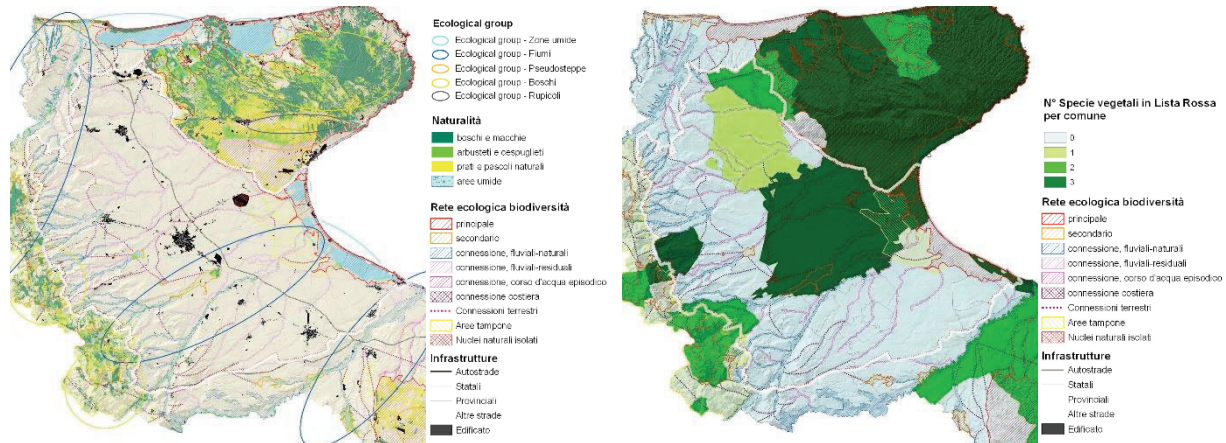 Ecological group
Ecological group - Zone umide
Ecological group - Fiumi
Ecological group - Pseudosteppe
Ecological group - Boschi
Ecological group - Rupicoli
Naturalità
boschi e macchie
arbusteti e cespuglieti
prati e pascoli naturali
aree umide
Rete ecologica biodiversità
principale
secondario
connessione, fluviali-naturali
connessione, fluviali-residuali
connessione, corso d'acqua episodico
connessione costiera
Connessioni terrestri
Aree tampone
Nuclei naturali isolati
Infrastrutture
Autostrade
Statali
Provinciali
Altre strade
Edificato
N° Specie vegetali in Lista Rossa
per comune
0
1
2
3
Rete ecologica biodiversità
principale
secondario
connessione, fluviali-naturali
connessione, fluviali-residuali
connessione, corso d'acqua episodico
connessione costiera
Connessioni terrestri
Aree tampone
Nuclei naturali isolati
Infrastrutture
Autostrade
Statali
Provinciali
Altre strade
Edificato